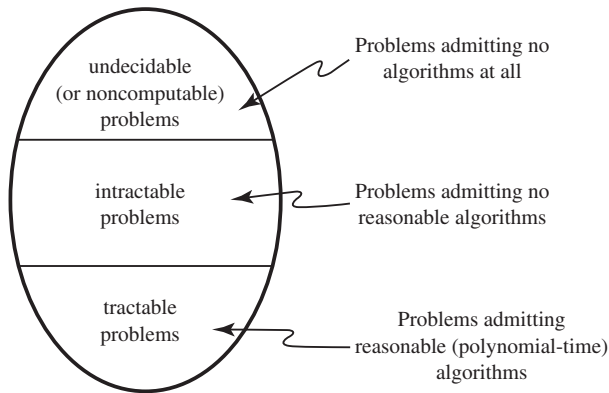 undecidable
(or noncomputable)
problems
Problems admitting no
algorithms at all
intractable
problems
Problems admitting no
reasonable algorithms
tractable
problems
Problems admitting
reasonable (polynomial-time)
algorithms